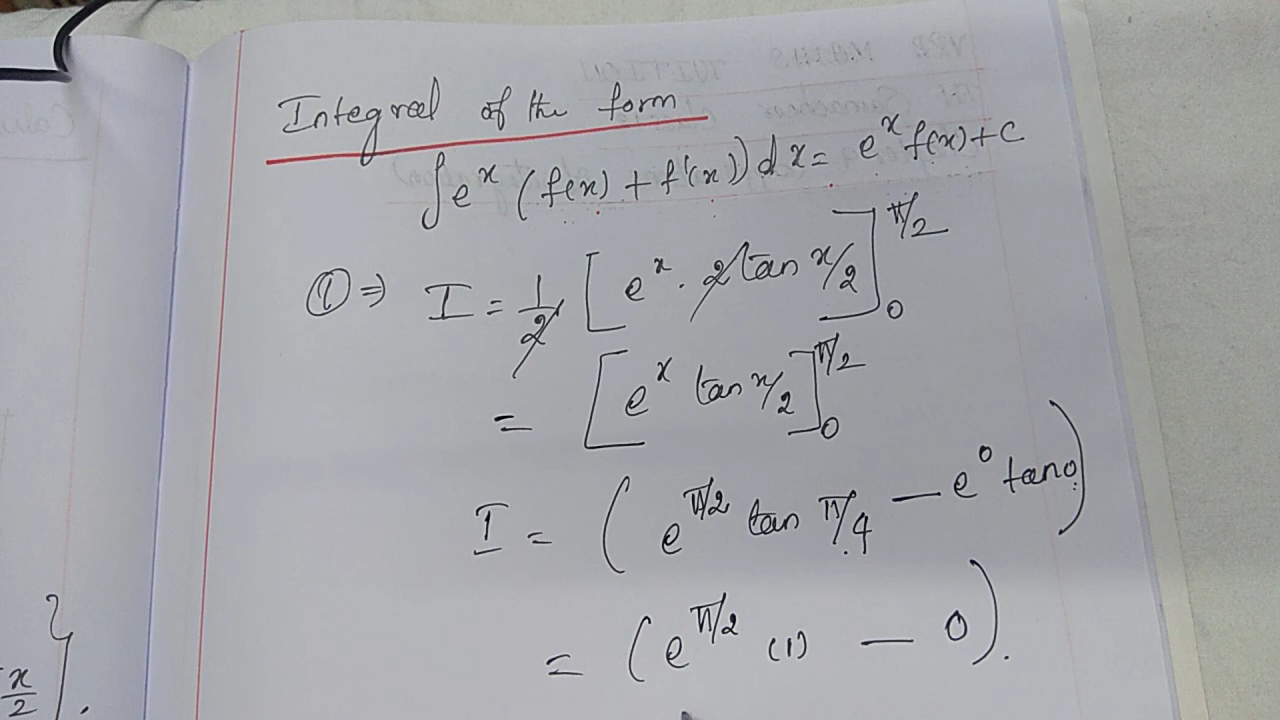 Integral of the form
∫e^x (f(x) + f'(x)) dx = e^x f(x) + C
① ⇒ I = 1/2 [e^x . 2 tan x/2]_0^π/2
= [e^x tan x/2]_0^π/2
I = (e^π/2 tan π/4 — e^0 tan 0)
= (e^π/2 (1) — 0).
x/2 } .